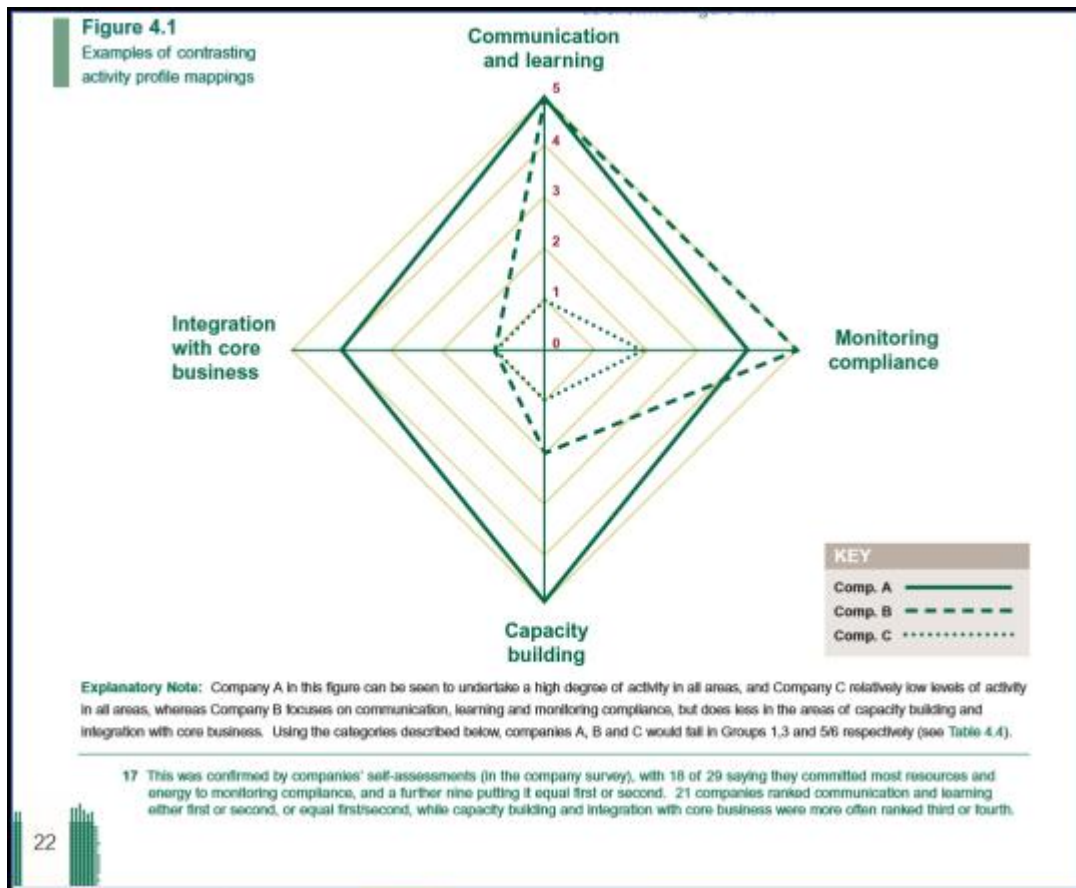 Figure 4.1
Examples of contrasting
activity profile mappings
Communication
and learning
5
4
3
2
1
0
Integration
with core
business
Monitoring
compliance
Capacity
building
KEY
Comp. A
Comp. B
Comp. C
Explanatory Note: Company A in this figure can be seen to undertake a high degree of activity in all areas, and Company C relatively low levels of activity
in all areas, whereas Company B focuses on communication, learning and monitoring compliance, but does less in the areas of capacity building and
integration with core business. Using the categories described below, companies A, B and C would fall in Groups 1,3 and 5/6 respectively (see Table 4.4).
17 This was confirmed by companies' self-assessments (in the company survey), with 18 of 29 saying they committed most resources and
energy to monitoring compliance, and a further nine putting it equal first or second. 21 companies ranked communication and learning
either first or second, or equal first/second, while capacity building and integration with core business were more often ranked third or fourth.
22